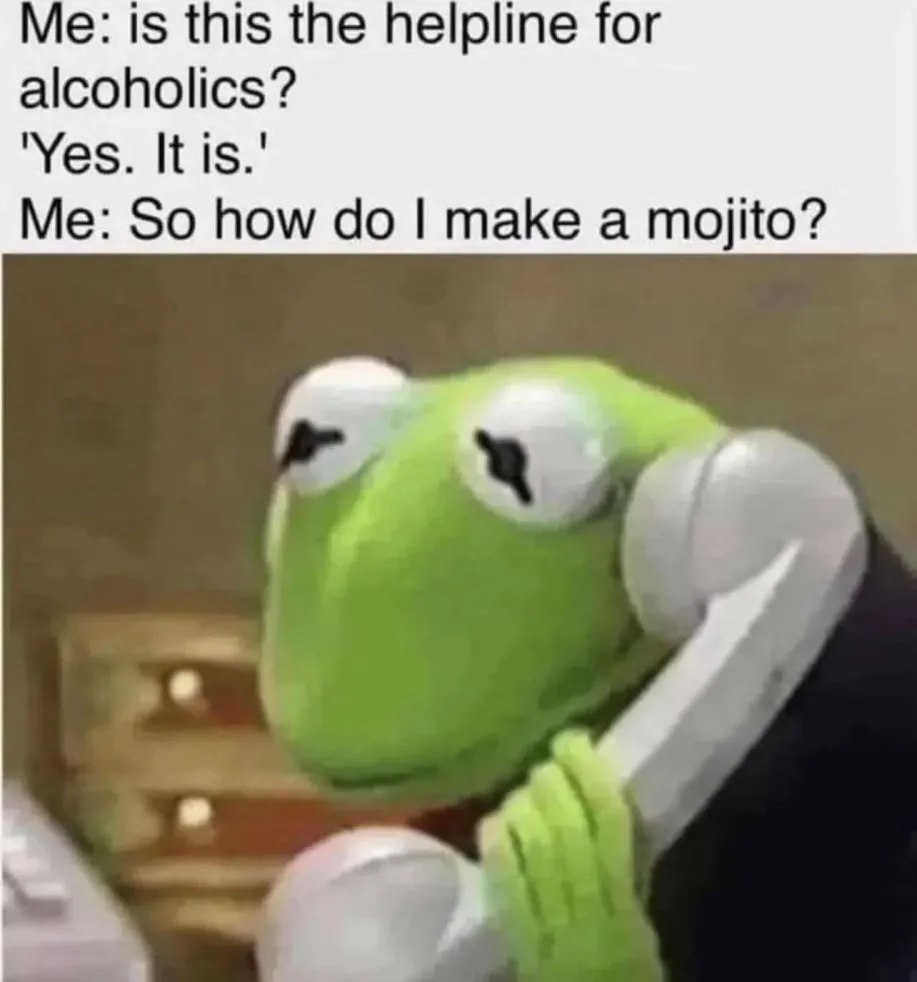 Me: is this the helpline for
alcoholics?
'Yes. It is.'
Me: So how do I make a mojito?